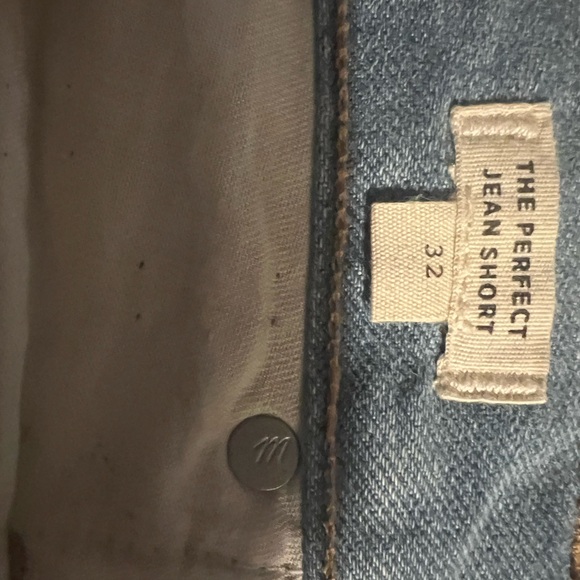 THE PERFECT
JEAN SHORT
32
m